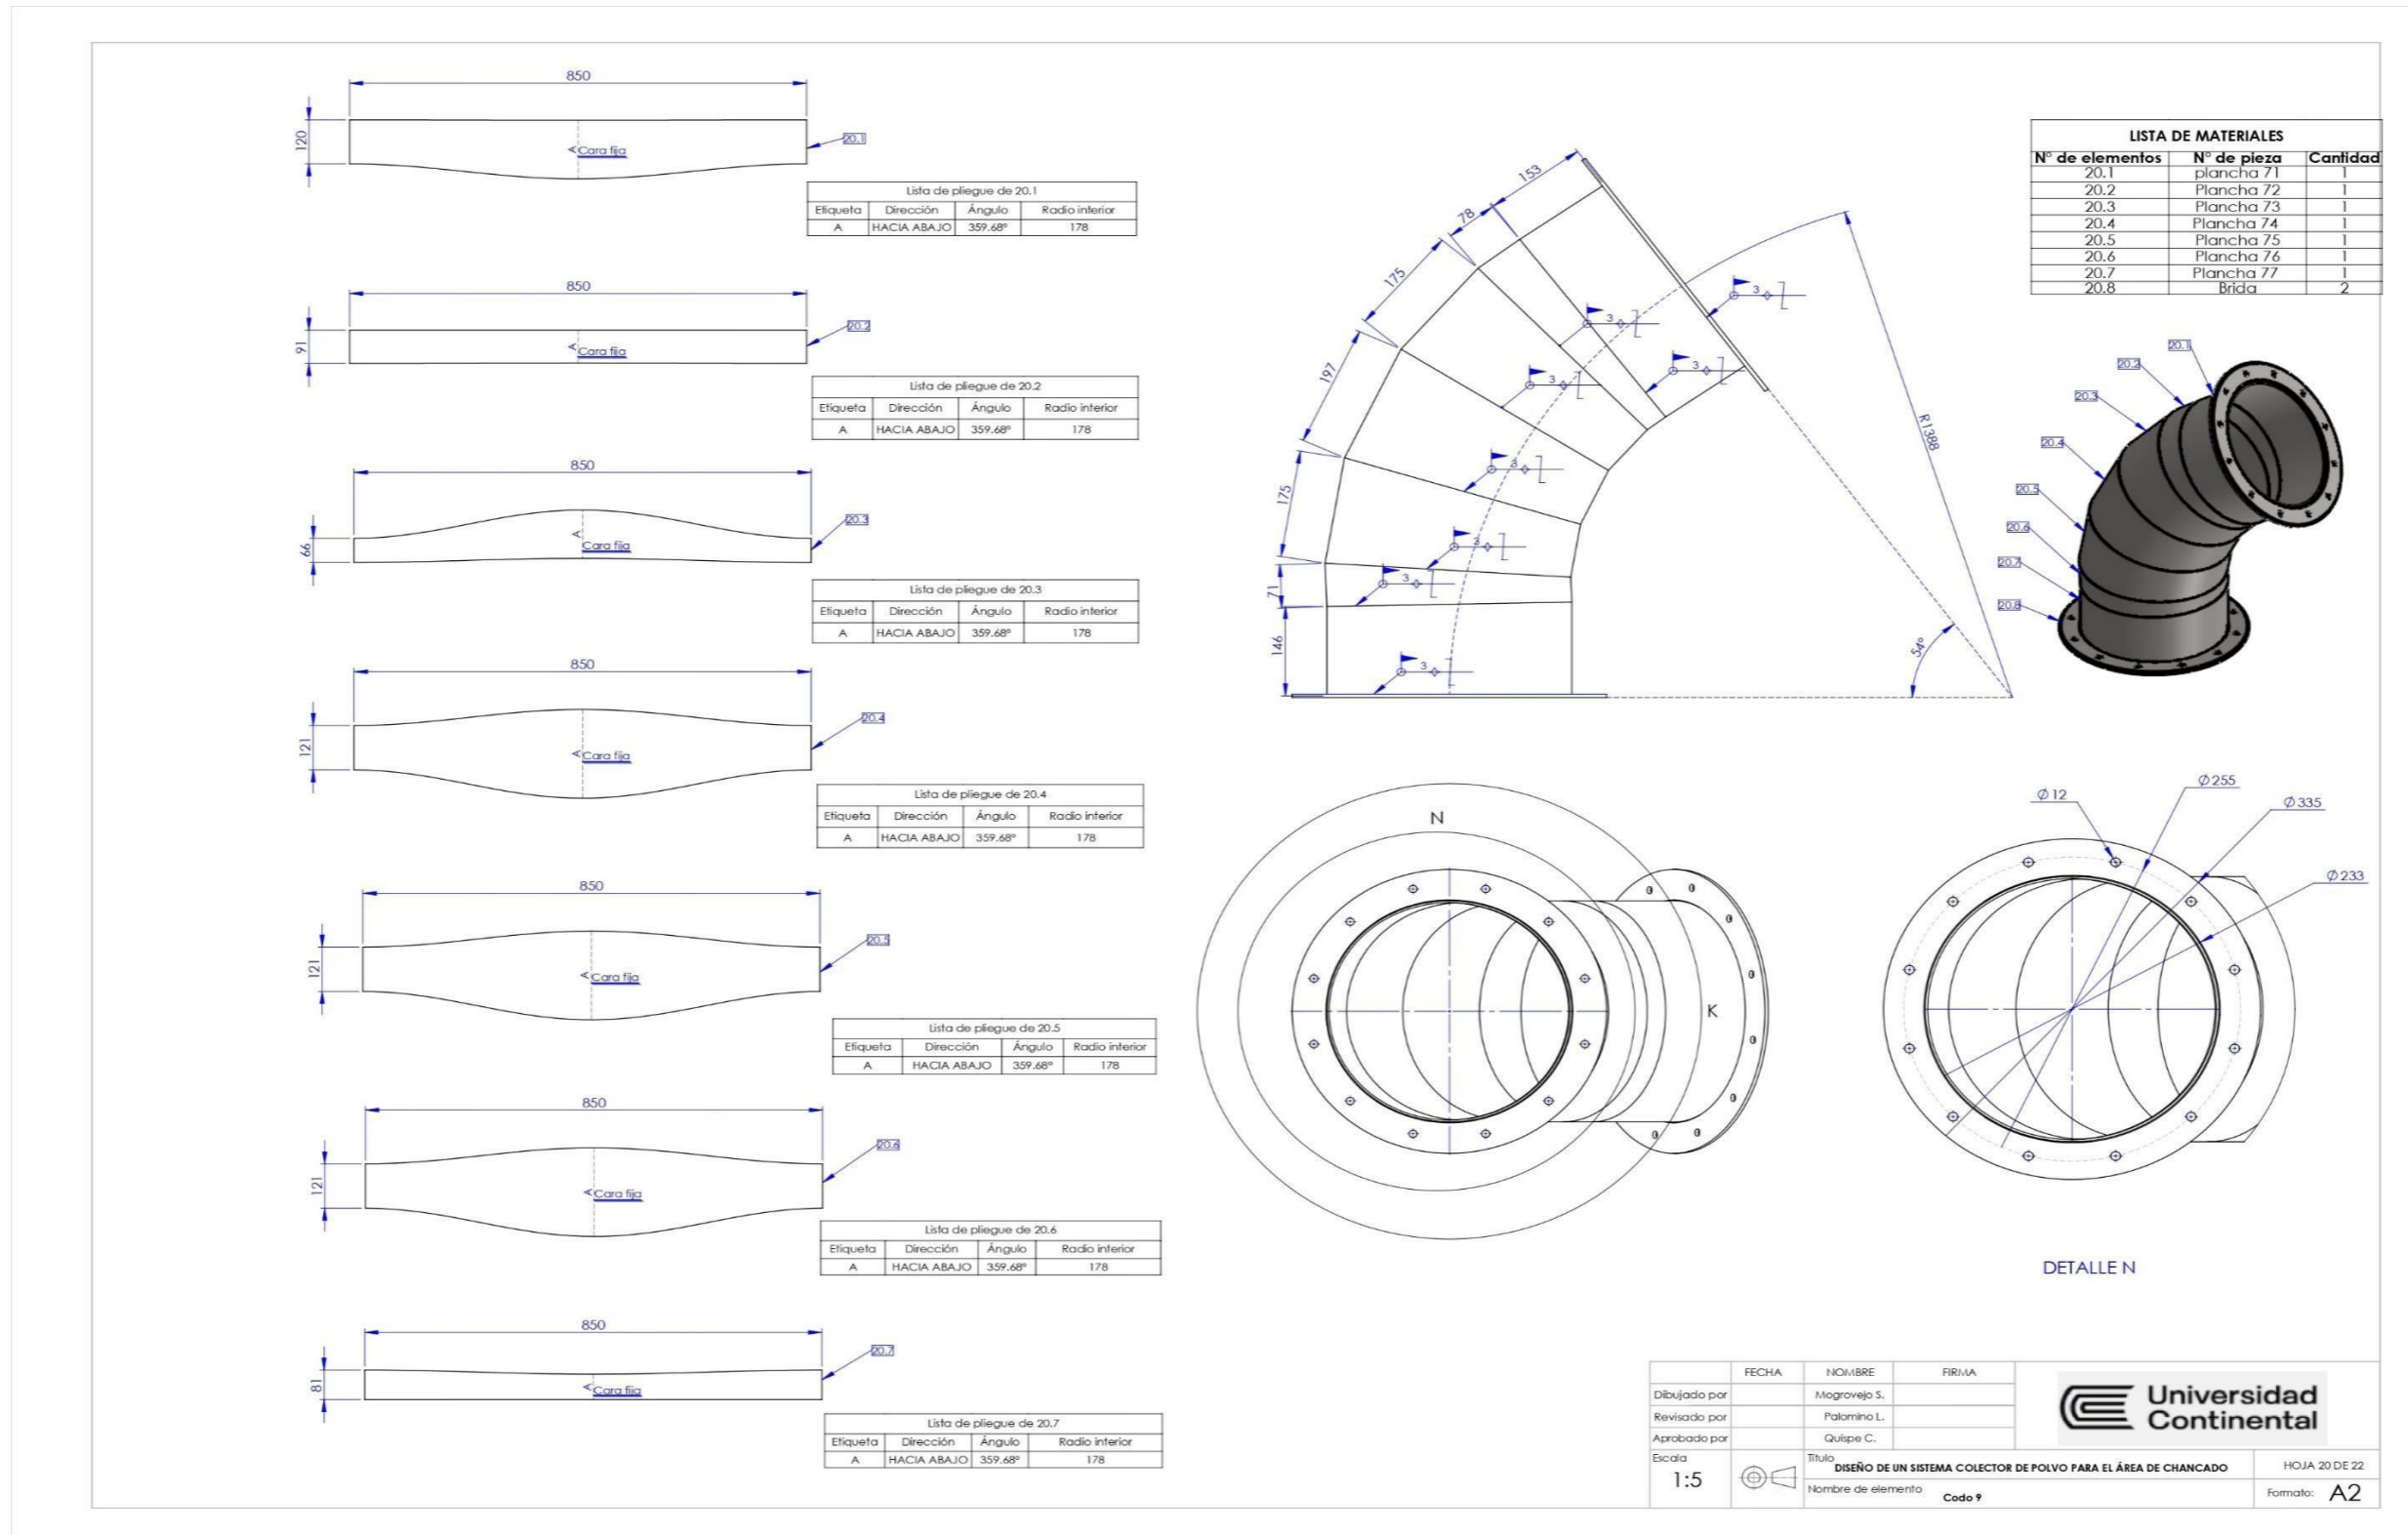 850
120
A
Cara fija
20.1
Lista de pliegue de 20.1
Etiqueta Dirección Ángulo Radio interior
A HACIA ABAJO 359.68° 178
850
91
A
Cara fija
20.2
Lista de pliegue de 20.2
Etiqueta Dirección Ángulo Radio interior
A HACIA ABAJO 359.68° 178
850
66
A
Cara fija
20.3
Lista de pliegue de 20.3
Etiqueta Dirección Ángulo Radio interior
A HACIA ABAJO 359.68° 178
850
121
A
Cara fija
20.4
Lista de pliegue de 20.4
Etiqueta Dirección Ángulo Radio interior
A HACIA ABAJO 359.68° 178
850
121
A
Cara fija
20.5
Lista de pliegue de 20.5
Etiqueta Dirección Ángulo Radio interior
A HACIA ABAJO 359.68° 178
850
121
A
Cara fija
20.6
Lista de pliegue de 20.6
Etiqueta Dirección Ángulo Radio interior
A HACIA ABAJO 359.68° 178
850
81
A
Cara fija
20.7
Lista de pliegue de 20.7
Etiqueta Dirección Ángulo Radio interior
A HACIA ABAJO 359.68° 178
153
78
175
197
175
71
146
3
3
3
3
3
3
3
3
R1388
54°
LISTA DE MATERIALES
N° de elementos N° de pieza Cantidad
20.1 plancha 71 1
20.2 Plancha 72 1
20.3 Plancha 73 1
20.4 Plancha 74 1
20.5 Plancha 75 1
20.6 Plancha 76 1
20.7 Plancha 77 1
20.8 Brida 2
20.1
20.2
20.3
20.4
20.5
20.6
20.7
20.8
N
K
Ø12
Ø255
Ø335
Ø233
DETALLE N
FECHA NOMBRE FIRMA
Dibujado por Mogrovejo S.
Revisado por Palomino L.
Aprobado por Quispe C.
Universidad
Continental
Escala
1:5
Título
DISEÑO DE UN SISTEMA COLECTOR DE POLVO PARA EL ÁREA DE CHANCADO
Nombre de elemento
Codo 9
HOJA 20 DE 22
Formato: A2